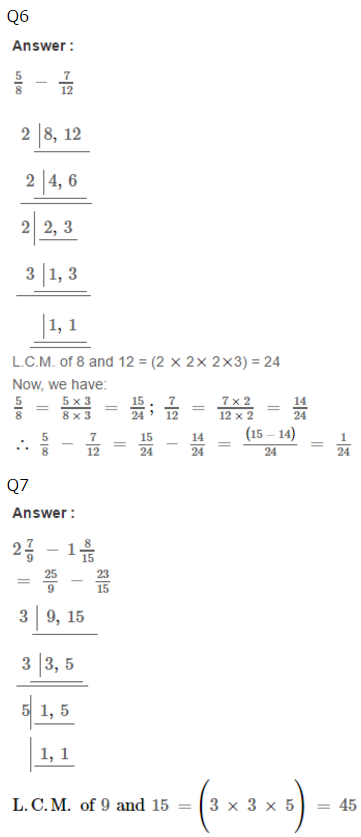 Q6
Answer :
5/8 − 7/12
2 | 8, 12
2 | 4, 6
2 | 2, 3
3 | 1, 3
| 1, 1
L.C.M. of 8 and 12 = (2 × 2× 2×3) = 24
Now, we have:
5/8 = 5 × 3/8 × 3 = 15/24 ; 7/12 = 7 × 2/12 × 2 = 14/24
∴ 5/8 − 7/12 = 15/24 − 14/24 = (15 − 14)/24 = 1/24
Q7
Answer :
2 7/9 − 1 8/15
= 25/9 − 23/15
3 | 9, 15
3 | 3, 5
5 | 1, 5
| 1, 1
L.C.M. of 9 and 15 = (3 × 3 × 5) = 45